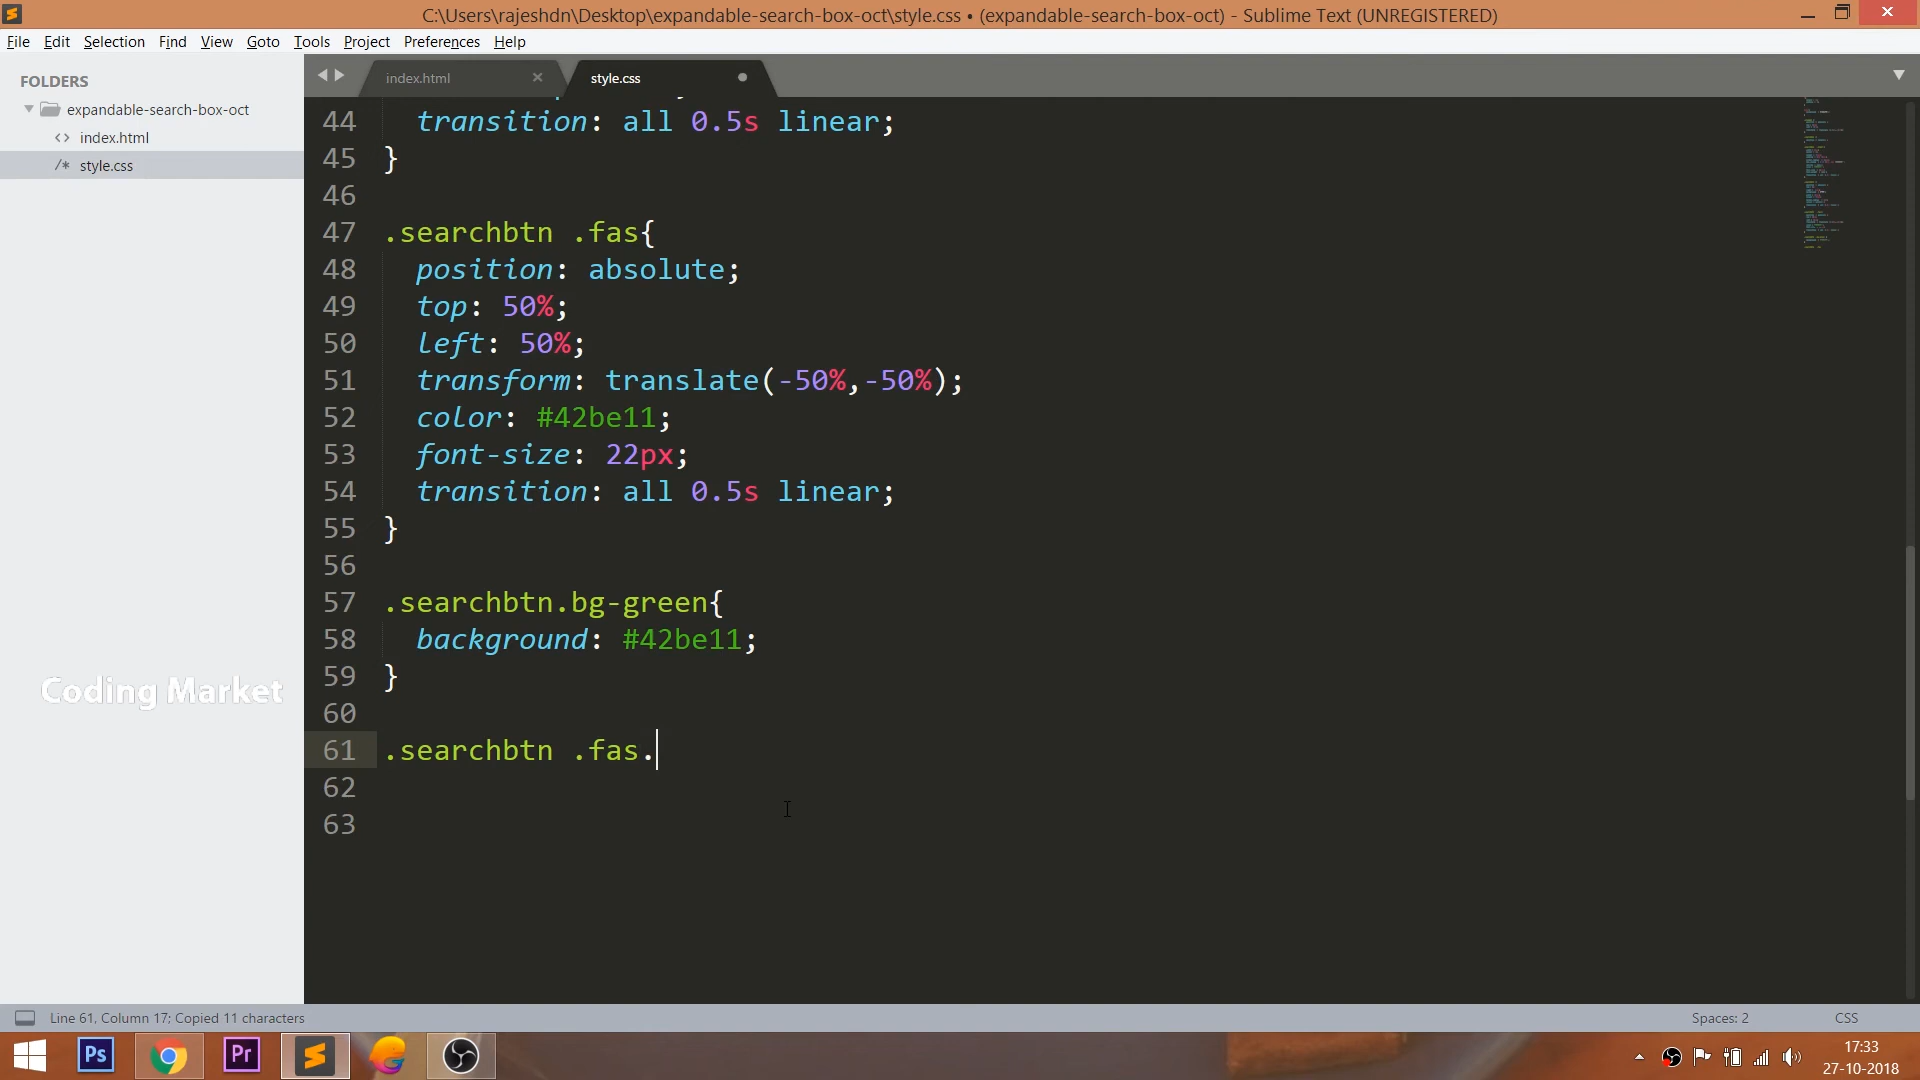 C:\Users\rajeshdn\Desktop\expandable-search-box-oct\style.css • (expandable-search-box-oct) - Sublime Text (UNREGISTERED)
File Edit Selection Find View Goto Tools Project Preferences Help
FOLDERS
expandable-search-box-oct
<> index.html
/* style.css
index.html
style.css
44 transition: all 0.5s linear;
45 }
46
47 .searchbtn .fas{
48 position: absolute;
49 top: 50%;
50 left: 50%;
51 transform: translate(-50%,-50%);
52 color: #42be11;
53 font-size: 22px;
54 transition: all 0.5s linear;
55 }
56
57 .searchbtn.bg-green{
58 background: #42be11;
59 }
60
61 .searchbtn .fas.
62
63
Coding Market
Line 61, Column 17; Copied 11 characters
Spaces: 2
CSS
Ps
Pr
17:33
27-10-2018